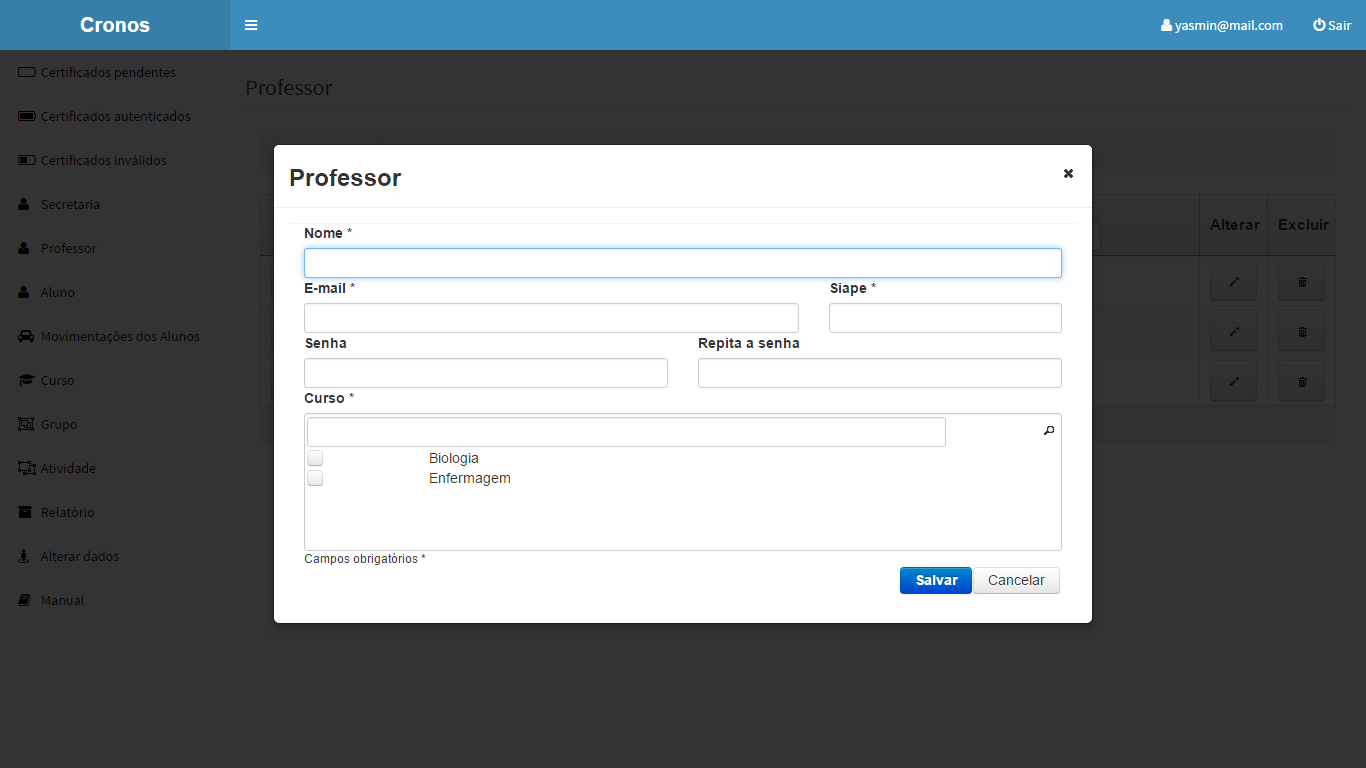 Cronos
yasmin@mail.com Sair
Certificados pendentes
Certificados autenticados
Certificados inválidos
Secretaria
Professor
Aluno
Movimentações dos Alunos
Curso
Grupo
Atividade
Relatório
Alterar dados
Manual
Professor
Alterar Excluir
Professor
Nome *
E-mail * Siape *
Senha Repita a senha
Curso *
Biologia
Enfermagem
Campos obrigatórios *
Salvar Cancelar